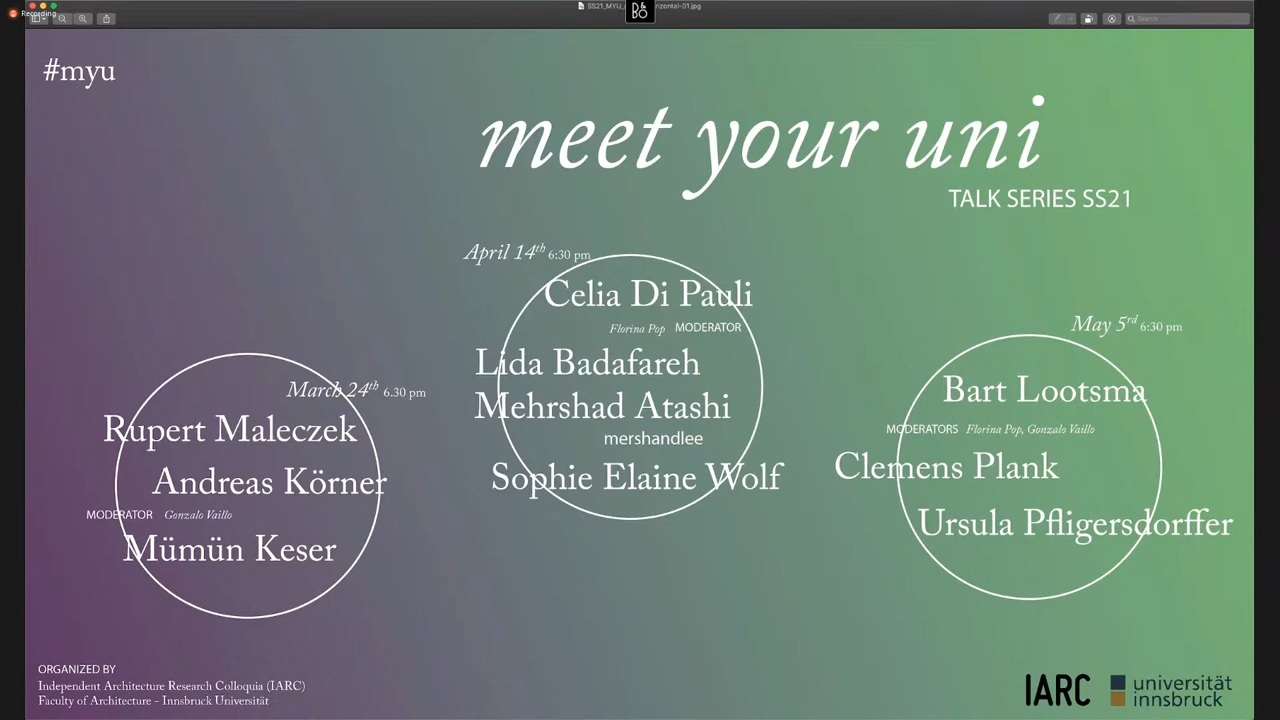 Recording
B&O
Search
#myu
meet your uni
TALK SERIES SS21
March 24th 6.30 pm
Rupert Maleczek
Andreas Körner
MODERATOR Gonzalo Vaillo
Mümün Keser
April 14th 6:30 pm
Celia Di Pauli
Florina Pop MODERATOR
Lida Badafareh
Mehrshad Atashi
mershandlee
Sophie Elaine Wolf
May 5rd 6:30 pm
Bart Lootsma
MODERATORS Florina Pop, Gonzalo Vaillo
Clemens Plank
Ursula Pfligersdorffer
ORGANIZED BY
Independent Architecture Research Colloquia (IARC)
Faculty of Architecture - Innsbruck Universität
IARC
universität
innsbruck